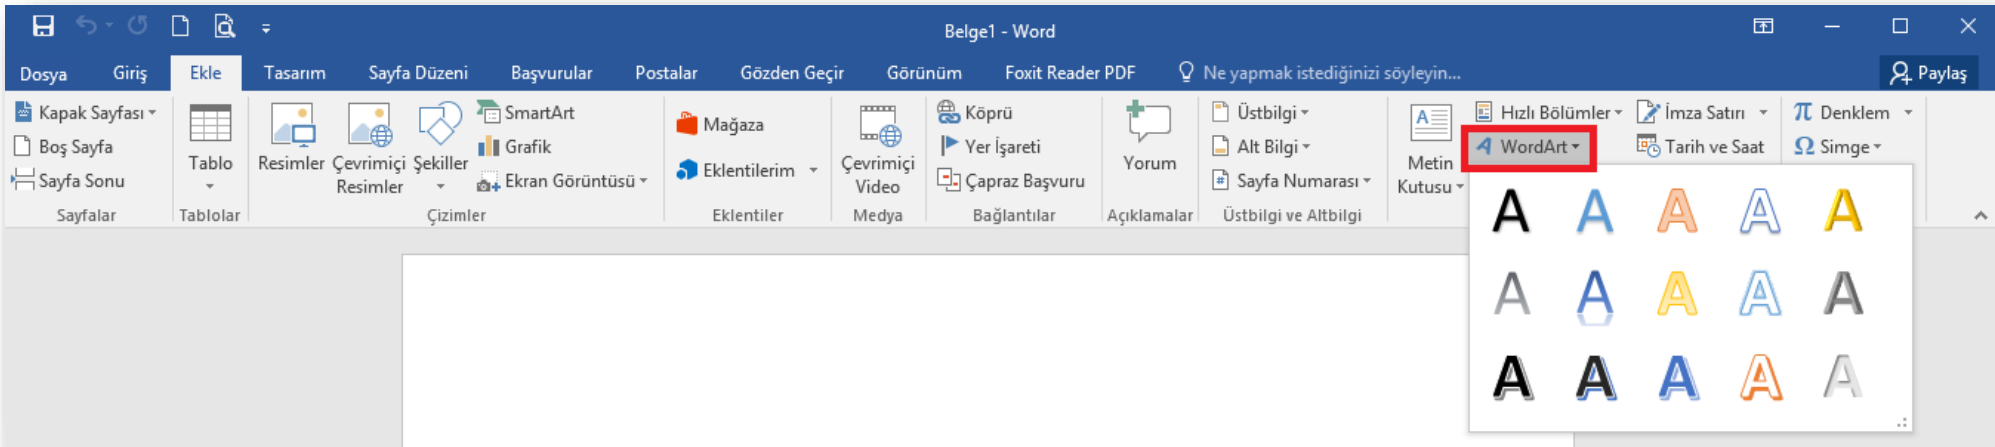 Belge1 - Word
Dosya Giriş Ekle Tasarım Sayfa Düzeni Başvurular Postalar Gözden Geçir Görünüm Foxit Reader PDF Ne yapmak istediğinizi söyleyin... Paylaş
Kapak Sayfası
Boş Sayfa
Sayfa Sonu
Sayfalar
Tablo
Tablolar
Resimler
Çevrimiçi
Resimler
Şekiller
SmartArt
Grafik
Ekran Görüntüsü
Çizimler
Mağaza
Eklentilerim
Eklentiler
Çevrimiçi
Video
Medya
Köprü
Yer İşareti
Çapraz Başvuru
Bağlantılar
Yorum
Açıklamalar
Üstbilgi
Alt Bilgi
# Sayfa Numarası
Üstbilgi ve Altbilgi
Metin
Kutusu
Hızlı Bölümler
A WordArt
İmza Satırı
Tarih ve Saat
π Denklem
Ω Simge
A A A A A
A A A A A
A A A A A